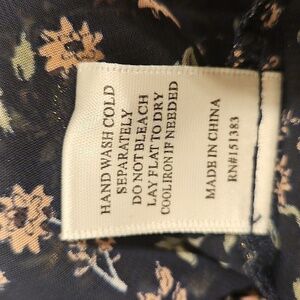 HAND WASH COLD
SEPARATELY
DO NOT BLEACH
LAY FLAT TO DRY
COOL IRON IF NEEDED
MADE IN CHINA
RN#151383